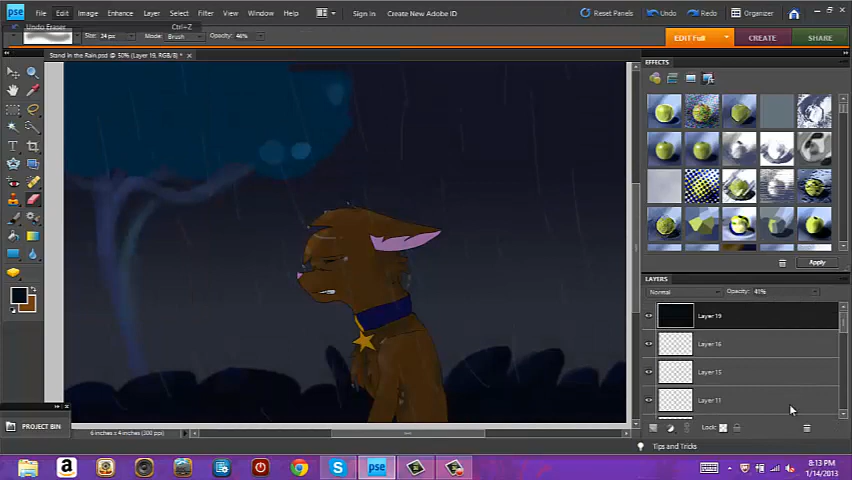 pse File Edit Image Enhance Layer Select Filter View Window Help Sign In Create New Adobe ID Reset Panels Undo Redo Organizer
Undo Eraser Ctrl+Z
Size: 34 px Mode: Brush Opacity: 46% EDIT Full CREATE SHARE
Stand in the Rain.psd @ 50% (Layer 19, RGB/8) *
EFFECTS
Apply
LAYERS
Normal Opacity: 41%
Layer 19
Layer 16
Layer 15
Layer 11
PROJECT BIN
6 inches x 4 inches (300 ppi)
Lock:
Tips and Tricks
pse
8:13 PM
1/14/2013